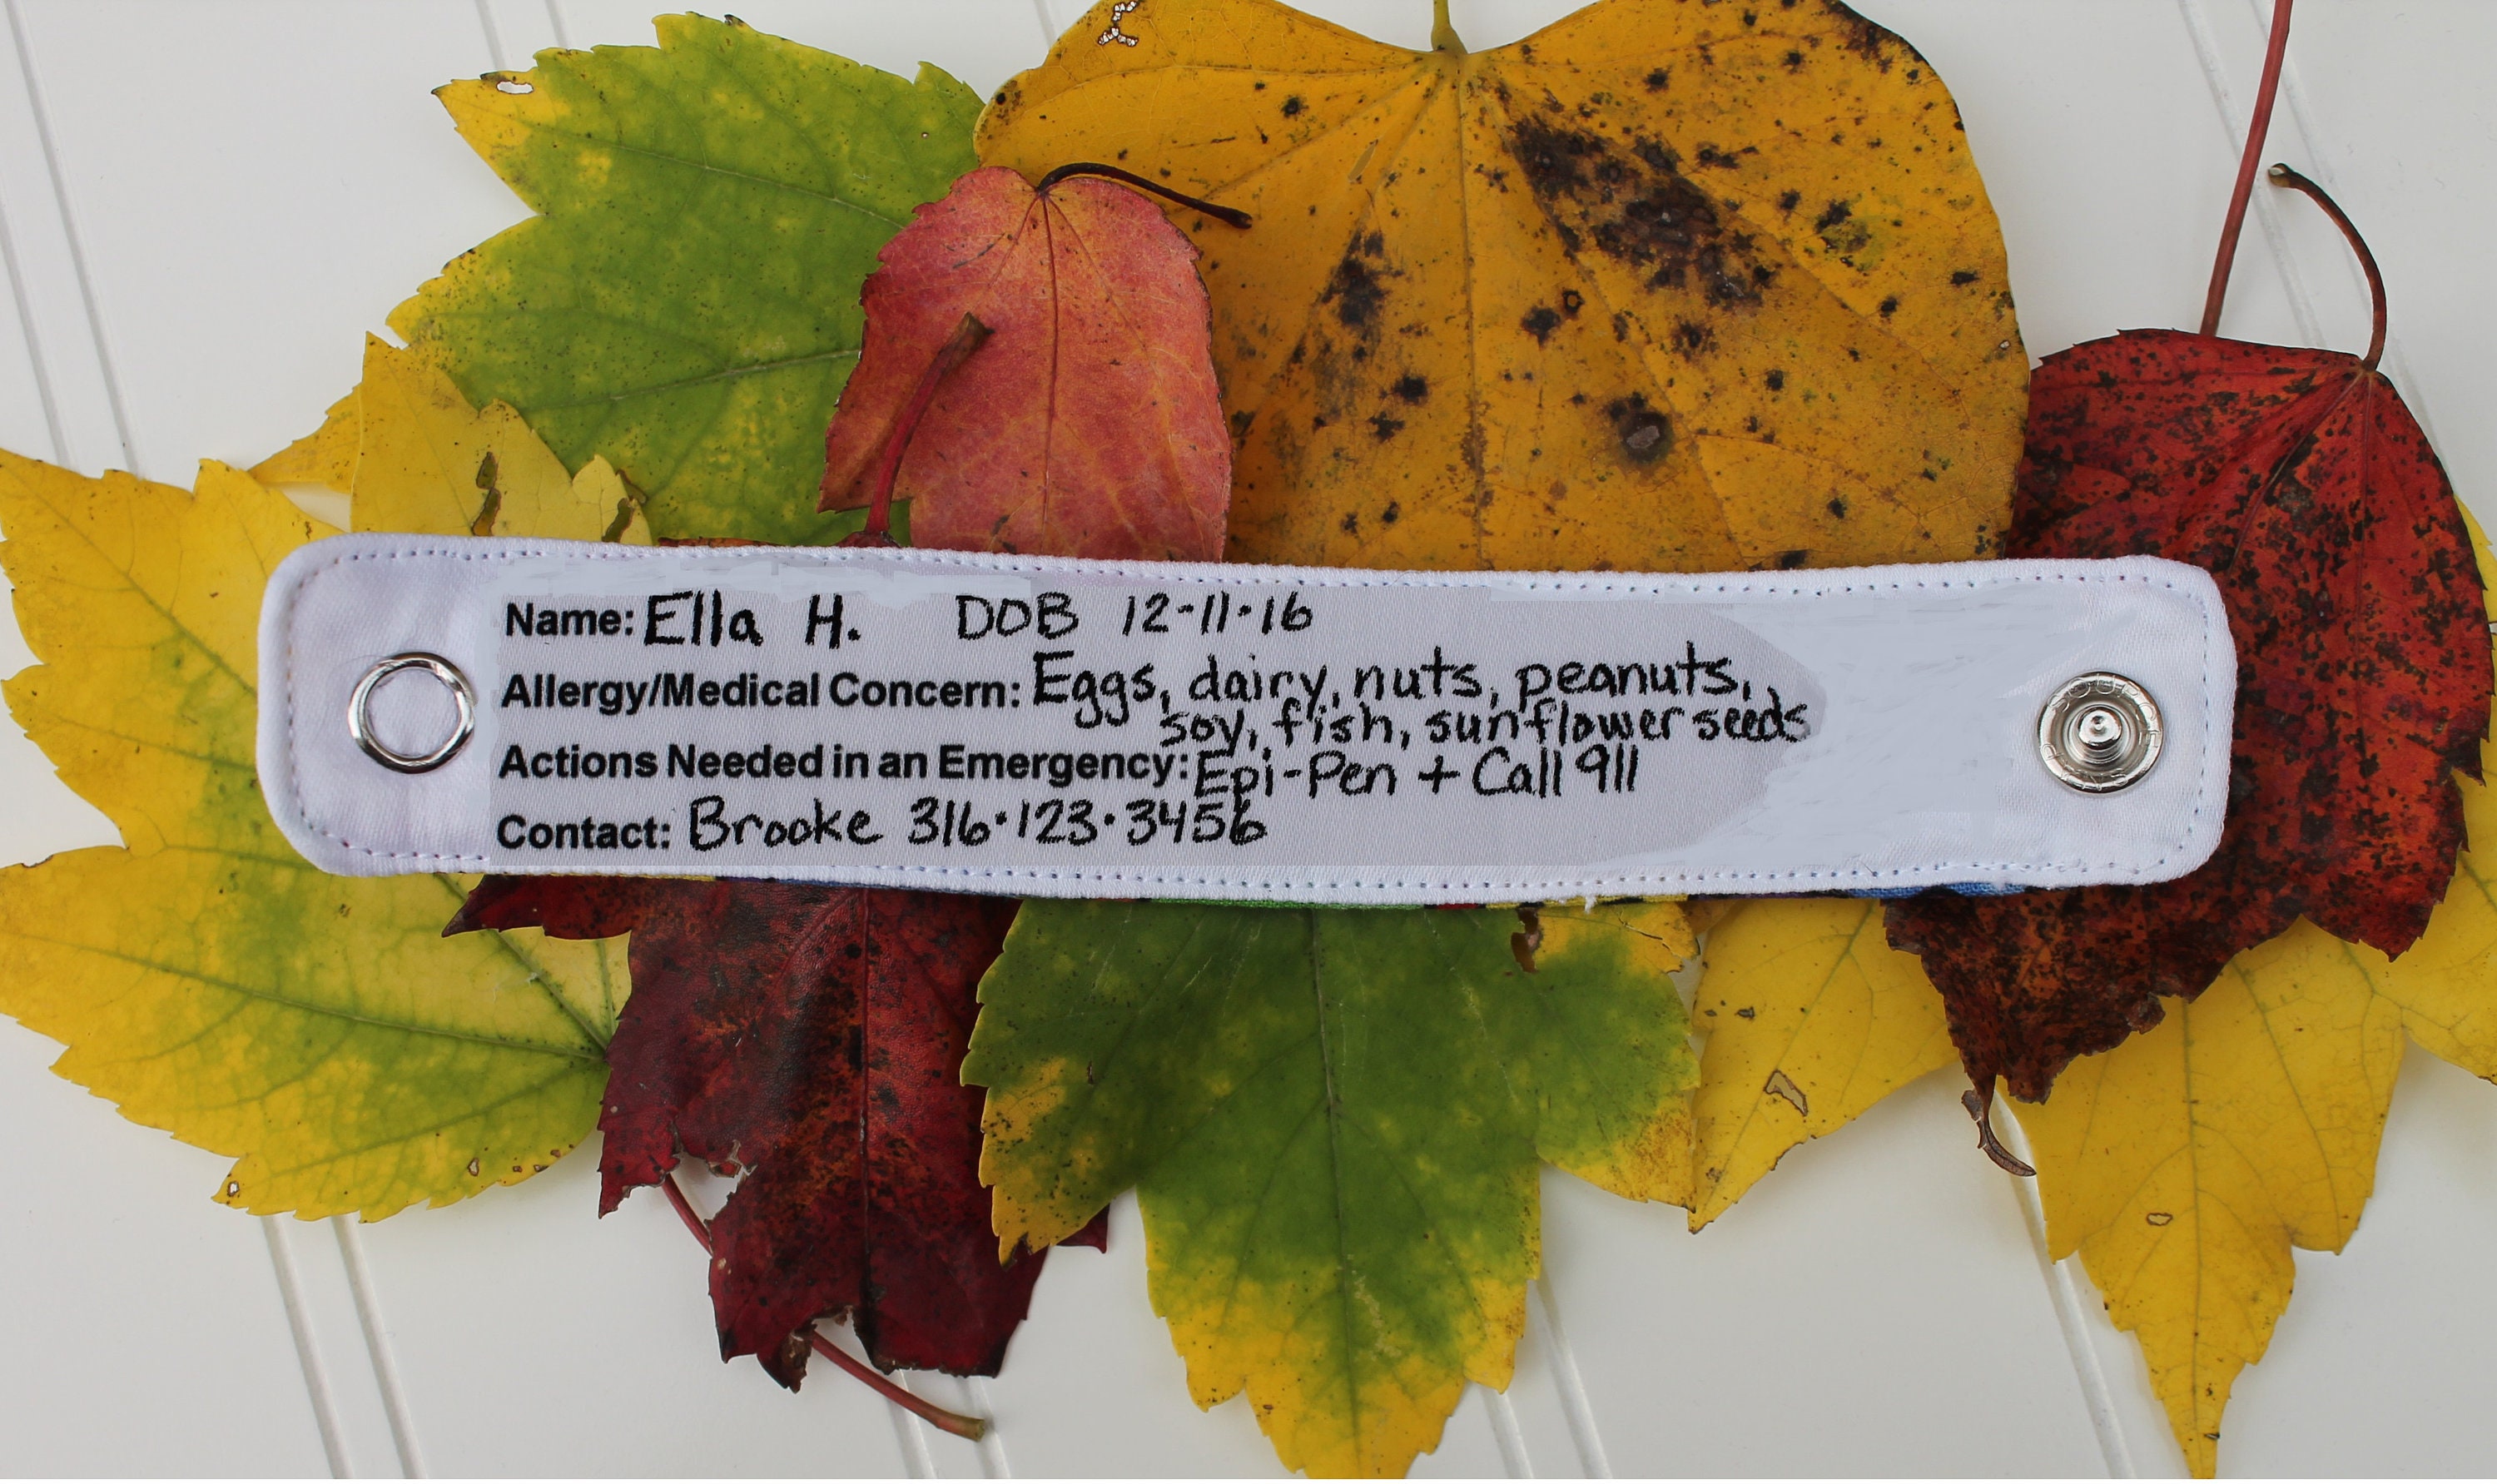 Name: Ella H. DOB 12-11-16
Allergy/Medical Concern: Eggs, dairy, nuts, peanuts,
soy, fish, sunflower seeds
Actions Needed in an Emergency: Epi-Pen + Call 911
Contact: Brooke 316·123·3456